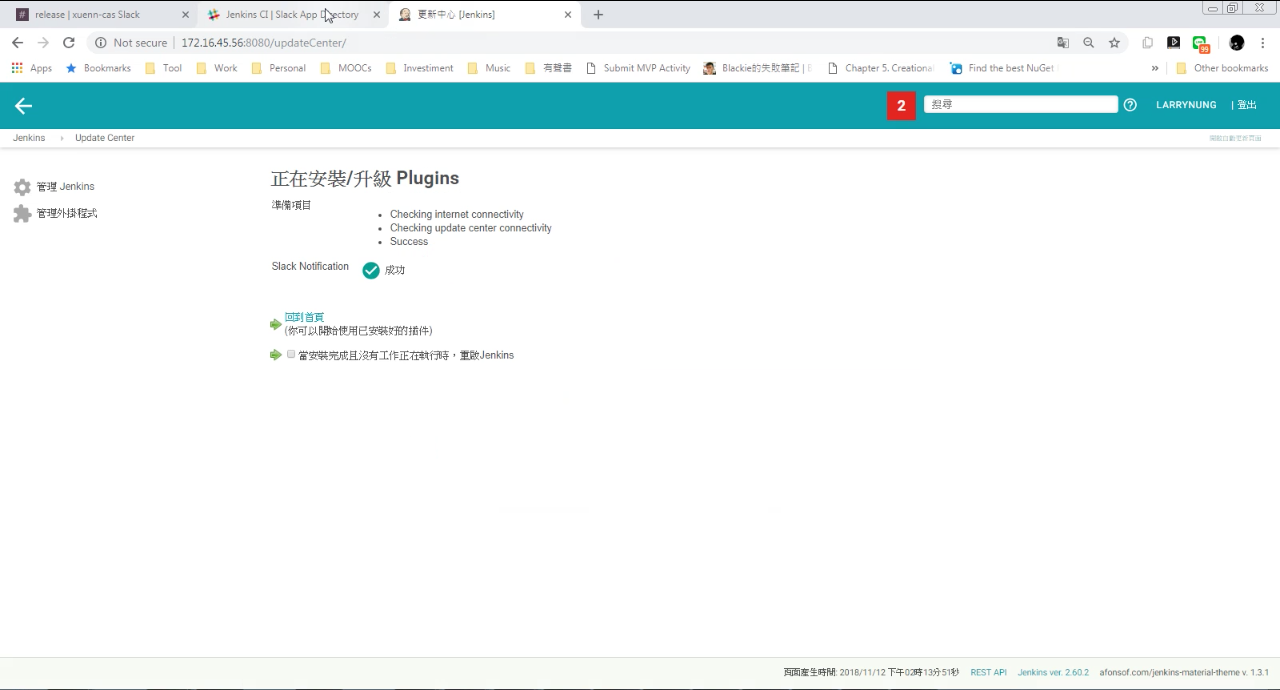 release | xuenn-cas Slack
Jenkins CI | Slack App Directory
更新中心 [Jenkins]
Not secure
172.16.45.56:8080/updateCenter/
99
Apps
Bookmarks
Tool
Work
Personal
MOOCs
Investiment
Music
有聲書
Submit MVP Activity
Blackie的失敗筆記 |
Chapter 5. Creational
Find the best NuGet
»
Other bookmarks
2
搜尋
LARRYNUNG
| 登出
Jenkins
Update Center
管理 Jenkins
管理外掛程式
正在安裝/升級 Plugins
準備項目
• Checking internet connectivity
• Checking update center connectivity
• Success
Slack Notification
成功
回到首頁
(你可以開始使用已安裝好的插件)
當安裝完成且沒有工作正在執行時，重啟Jenkins
頁面產生時間: 2018/11/12 下午02時13分51秒 REST API Jenkins ver. 2.60.2 afonsof.com/jenkins-material-theme v. 1.3.1